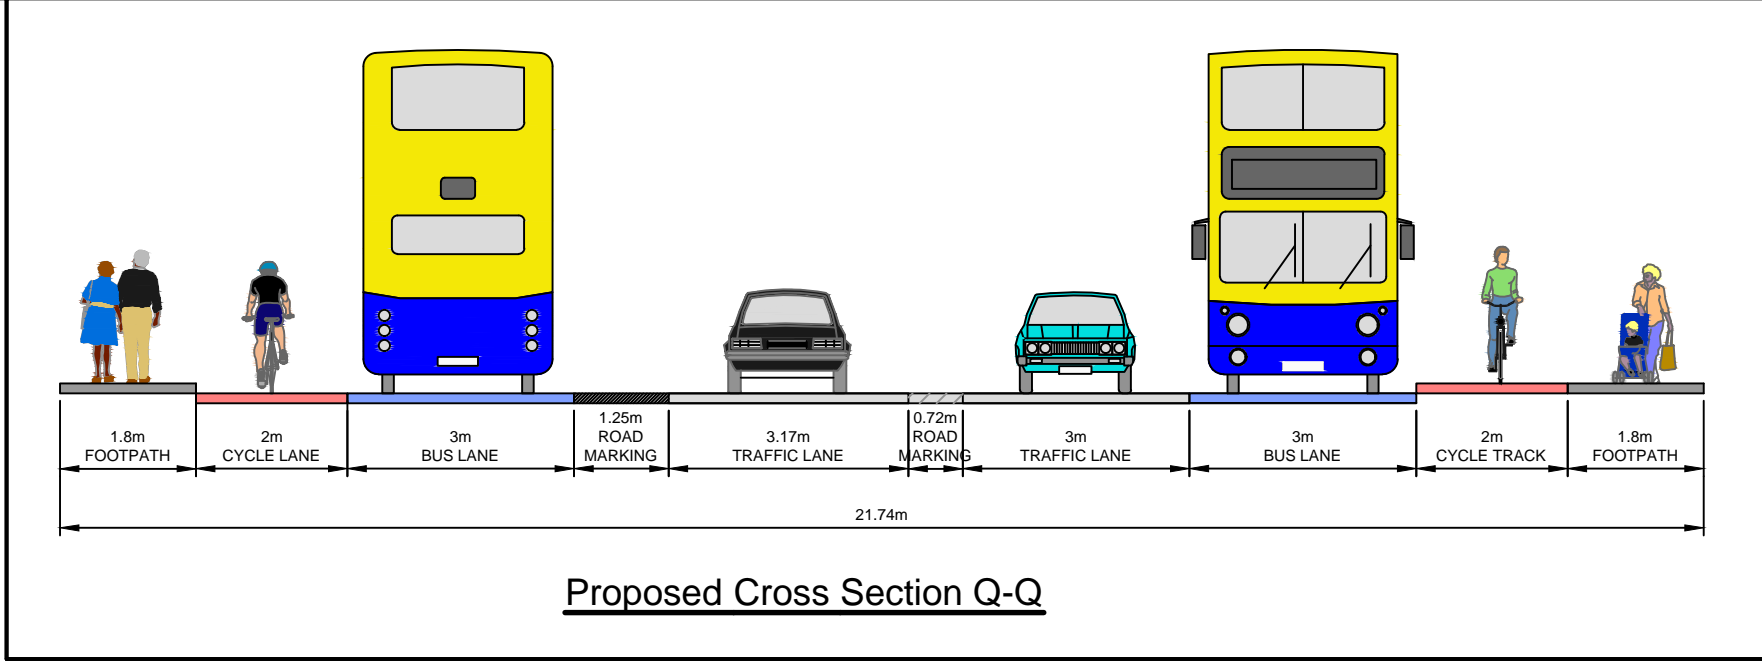 1.8m
FOOTPATH
2m
CYCLE LANE
3m
BUS LANE
1.25m
ROAD
MARKING
3.17m
TRAFFIC LANE
0.72m
ROAD
MARKING
3m
TRAFFIC LANE
3m
BUS LANE
2m
CYCLE TRACK
1.8m
FOOTPATH
21.74m
Proposed Cross Section Q-Q